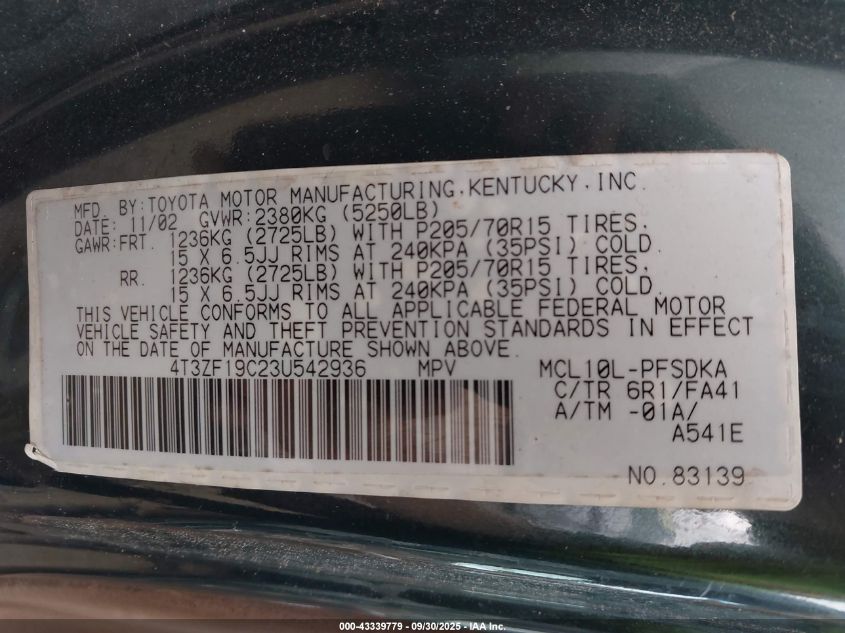 MFD. BY:TOYOTA MOTOR MANUFACTURING.KENTUCKY,INC.
DATE: 11/02 GVWR:2380KG (5250LB)
GAWR:FRT. 1236KG (2725LB) WITH P205/70R15 TIRES,
15 X 6.5JJ RIMS AT 240KPA (35PSI) COLD.
RR. 1236KG (2725LB) WITH P205/70R15 TIRES,
15 X 6.5JJ RIMS AT 240KPA (35PSI) COLD.
THIS VEHICLE CONFORMS TO ALL APPLICABLE FEDERAL MOTOR
VEHICLE SAFETY AND THEFT PREVENTION STANDARDS IN EFFECT
ON THE DATE OF MANUFACTURE SHOWN ABOVE.
4T3ZF19C23U542936 MPV MCL10L-PFSDKA
C/TR 6R1/FA41
A/TM -01A/
A541E
NO.83139
000-43339779 - 09/30/2025 - IAA Inc.